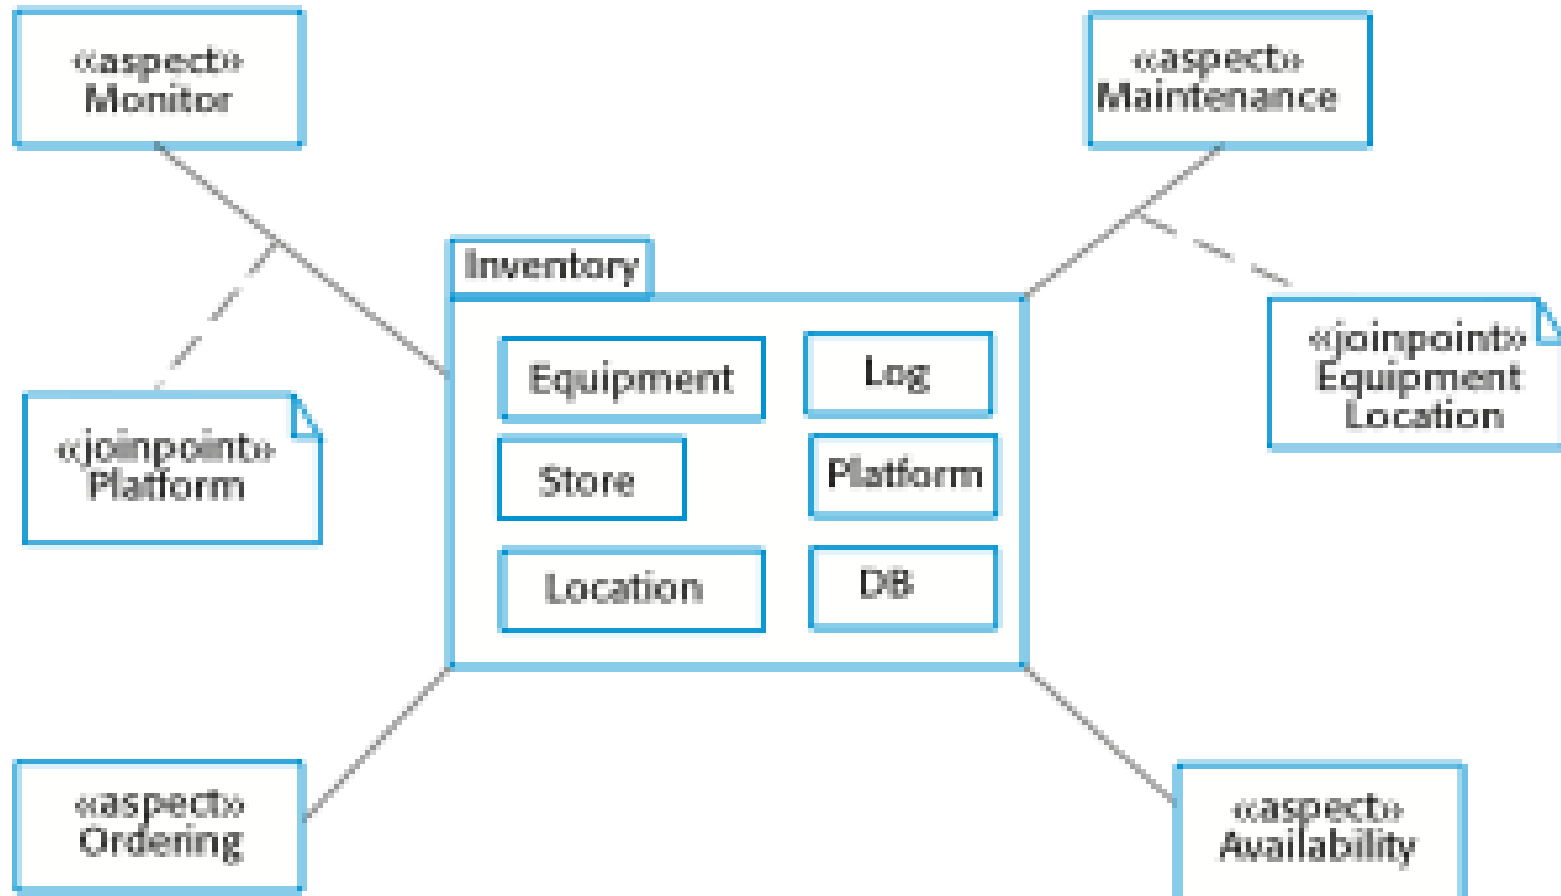 «aspect»
Monitor
«aspect»
Maintenance
Inventory
Equipment
Log
«joinpoint»
Equipment
Location
«joinpoint»
Platform
Store
Platform
Location
DB
«aspect»
Ordering
«aspect»
Availability